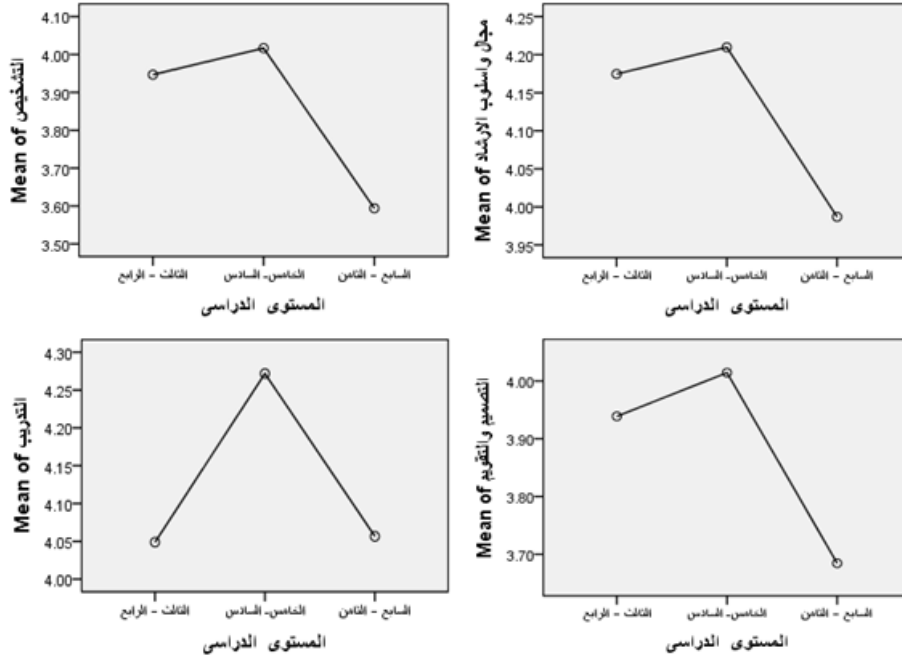 Mean of التشخيص
4.10
4.00
3.90
3.80
3.70
3.60
3.50
الثالث - الرابع
الخامس-السادس
السابع - الثامن
المستوى الدراسى
Mean of مجال واسلوب الارشاد
4.25
4.20
4.15
4.10
4.05
4.00
3.95
الثالث - الرابع
الخامس-السادس
السابع - الثامن
المستوى الدراسى
Mean of التدريب
4.30
4.25
4.20
4.15
4.10
4.05
4.00
الثالث - الرابع
الخامس-السادس
السابع - الثامن
المستوى الدراسى
Mean of التصميم والتقويم
4.00
3.90
3.80
3.70
الثالث - الرابع
الخامس-السادس
السابع - الثامن
المستوى الدراسى